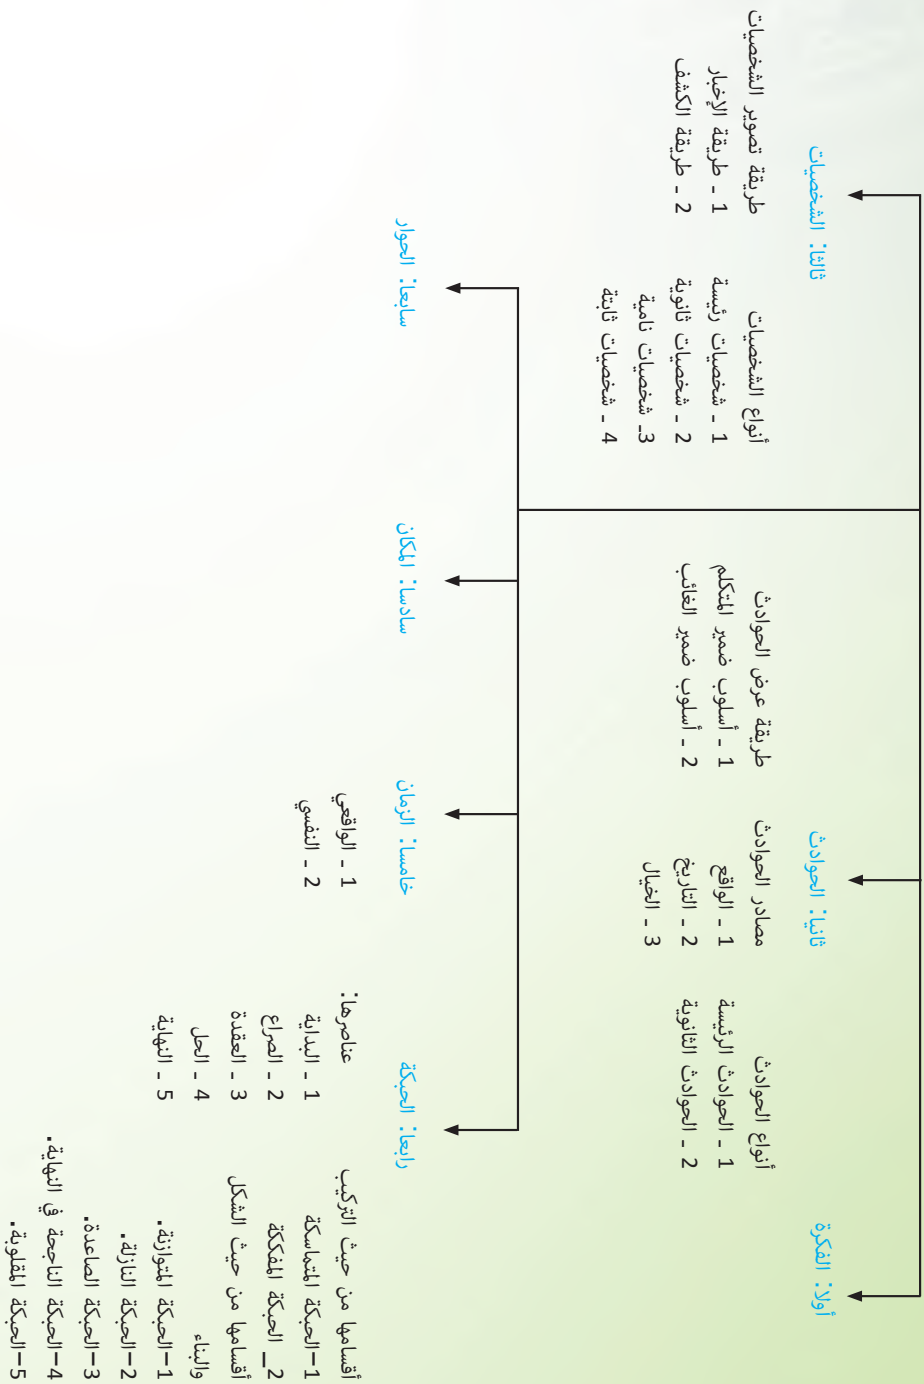 أولا: الفكرة
ثانيا: الحوادث
أنواع الحوادث
1 - الحوادث الرئيسة
2 - الحوادث الثانوية
مصادر الحوادث
1 - الواقع
2 - التاريخ
3 - الخيال
طريقة عرض الحوادث
1 - أسلوب ضمير المتكلم
2 - أسلوب ضمير الغائب
ثالثا: الشخصيات
أنواع الشخصيات
1 - شخصيات رئيسة
2 - شخصيات ثانوية
3- شخصيات نامية
4 - شخصيات ثابتة
طريقة تصوير الشخصيات
1 - طريقة الإخبار
2 - طريقة الكشف
رابعا: الحبكة
أقسامها من حيث التركيب
1–الحبكة المتماسكة
2_ الحبكة المفككة
أقسامها من حيث الشكل
والبناء
1–الحبكة المتوازنة.
2–الحبكة النازلة.
3–الحبكة الصاعدة.
4–الحبكة الناجحة في النهاية.
5–الحبكة المقلوبة.
عناصرها:
1 - البداية
2 - الصراع
3 - العقدة
4 - الحل
5 - النهاية
خامسا: الزمان
1 - الواقعي
2 - النفسي
سادسا: المكان
سابعا: الحوار